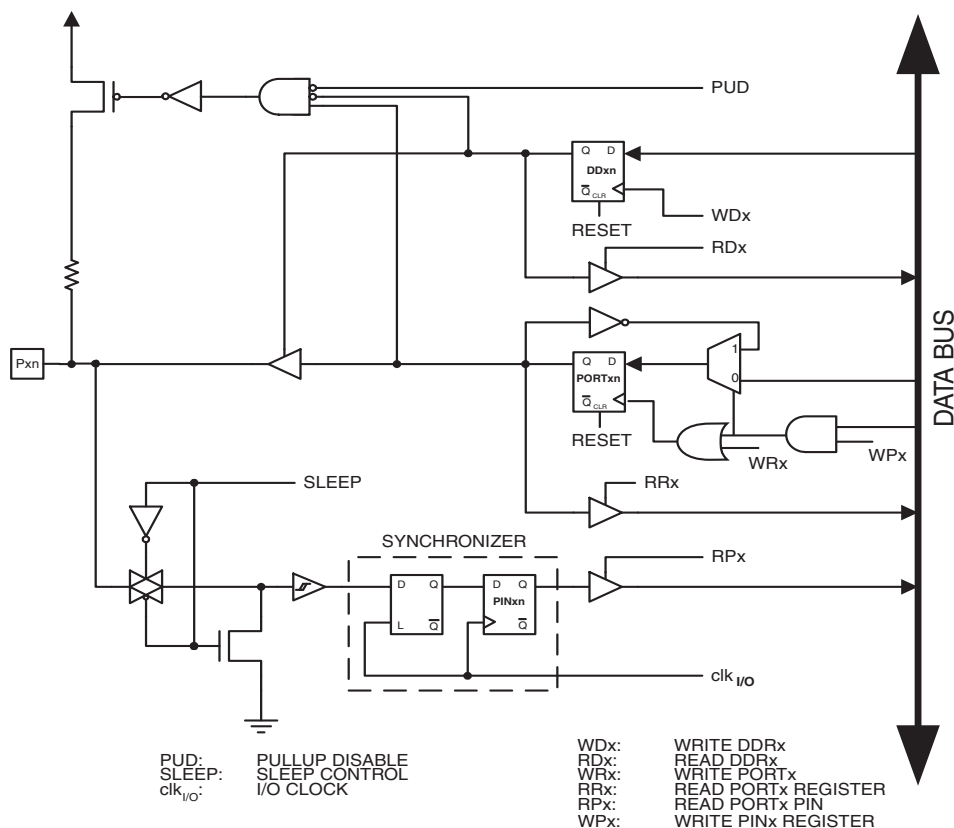 PUD
Q D
DDxn
Q CLR
WDx
RESET
RDx
Pxn
Q D
PORTxn
Q CLR
1
0
RESET
WRx
WPx
DATA BUS
SLEEP
RRx
SYNCHRONIZER
RPx
D Q
L Q
D Q
PINxn
Q
clk I/O
PUD: PULLUP DISABLE
SLEEP: SLEEP CONTROL
clkI/O: I/O CLOCK
WDx: WRITE DDRx
RDx: READ DDRx
WRx: WRITE PORTx
RRx: READ PORTx REGISTER
RPx: READ PORTx PIN
WPx: WRITE PINx REGISTER